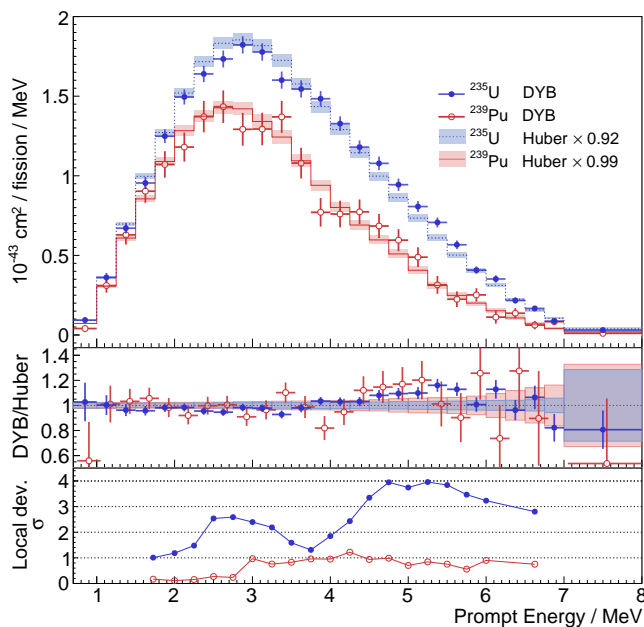 2
1.5
1
0.5
0
10⁻⁴³ cm² / fission / MeV
²³⁵U DYB
²³⁹Pu DYB
²³⁵U Huber × 0.92
²³⁹Pu Huber × 0.99
1.4
1.2
1.0
0.8
0.6
DYB/Huber
4
3
2
1
0
Local dev.
σ
1 2 3 4 5 6 7 8
Prompt Energy / MeV